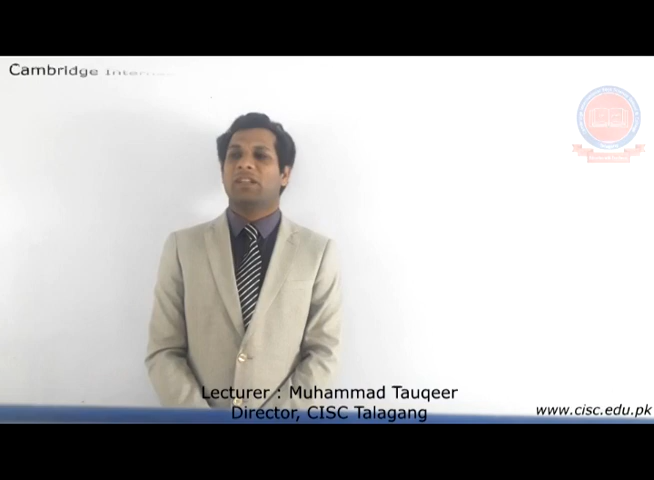 Cambridge
Lecturer : Muhammad Tauqeer
Director, CISC Talagang
www.cisc.edu.pk